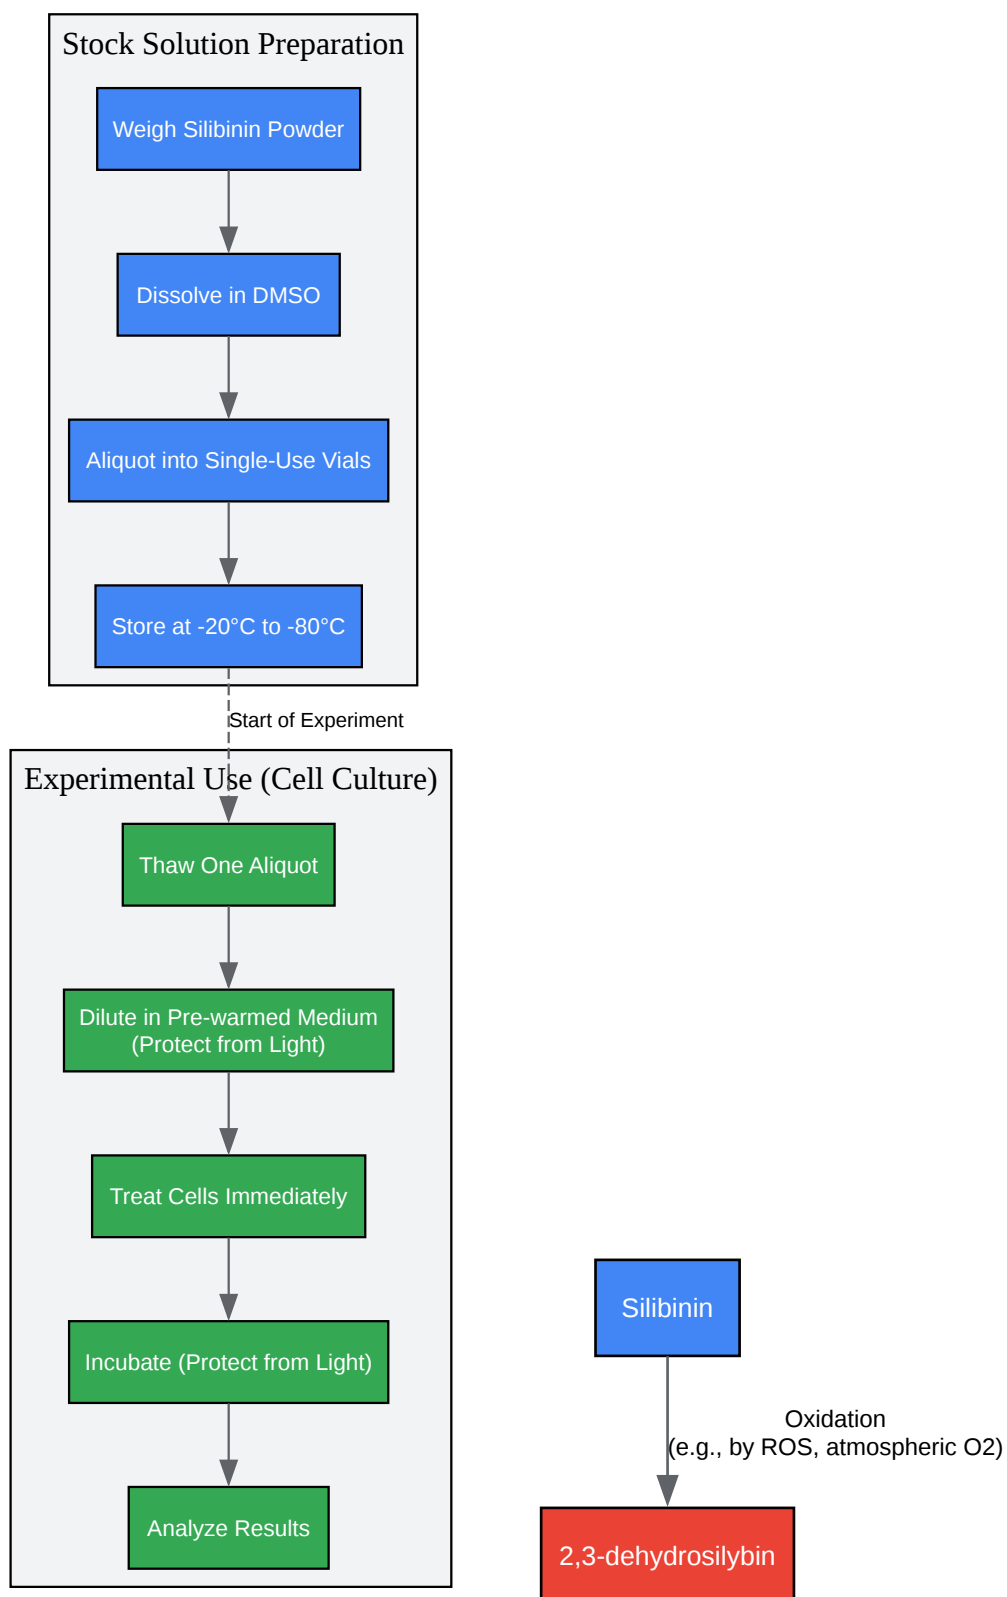 Stock Solution Preparation
Weigh Silibinin Powder
Dissolve in DMSO
Aliquot into Single-Use Vials
Store at -20°C to -80°C
Start of Experiment
Experimental Use (Cell Culture)
Thaw One Aliquot
Dilute in Pre-warmed Medium
(Protect from Light)
Treat Cells Immediately
Incubate (Protect from Light)
Analyze Results
Silibinin
Oxidation
(e.g., by ROS, atmospheric O2)
2,3-dehydrosilybin